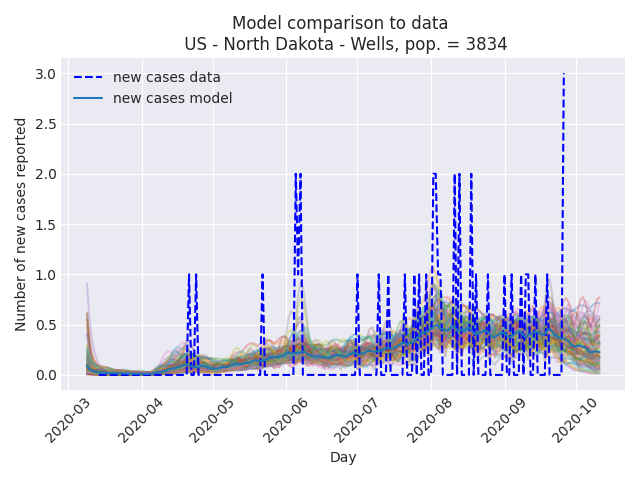 Model comparison to data
US - North Dakota - Wells, pop. = 3834
new cases data
new cases model
Number of new cases reported
3.0
2.5
2.0
1.5
1.0
0.5
0.0
2020-03
2020-04
2020-05
2020-06
2020-07
2020-08
2020-09
2020-10
Day